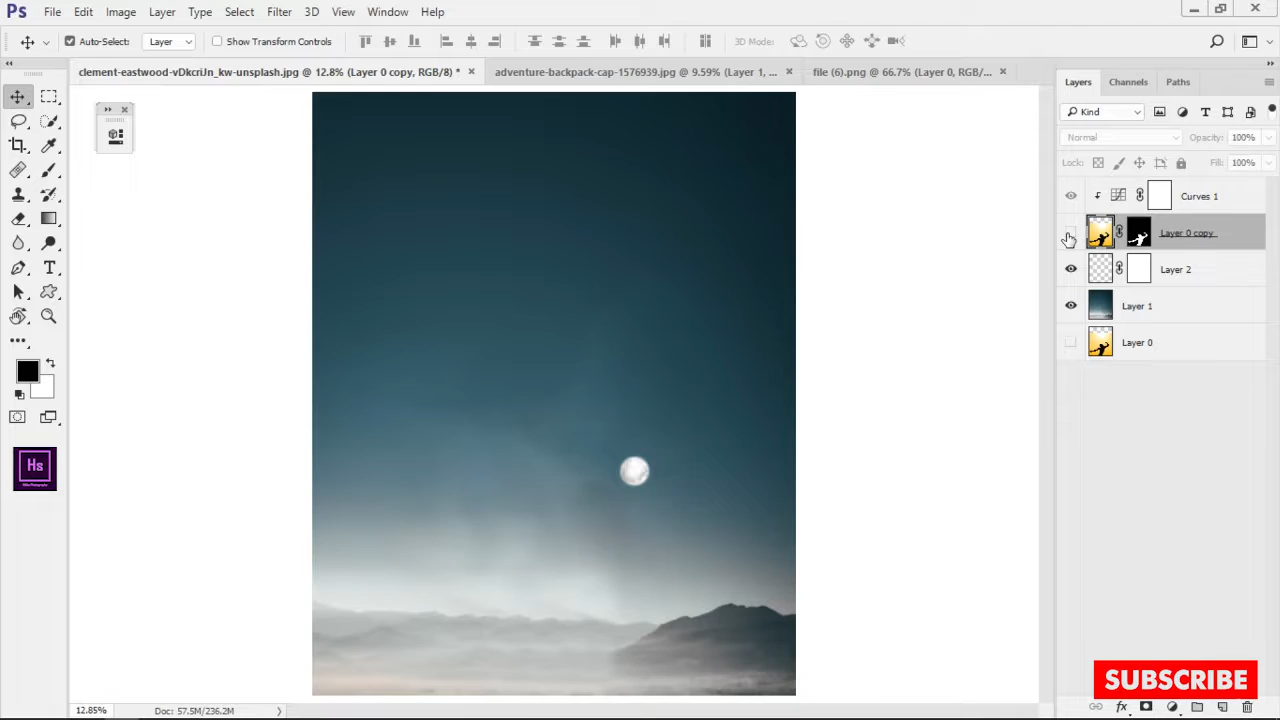 Ps File Edit Image Layer Type Select Filter 3D View Window Help
Auto-Select: Layer Show Transform Controls 3D Mode:
clement-eastwood-vDkcriJn_kw-unsplash.jpg @ 12.8% (Layer 0 copy, RGB/8) * adventure-backpack-cap-1576939.jpg @ 9.59% (Layer 1, ... file (6).png @ 66.7% (Layer 0, RGB/...
Layers Channels Paths
Kind
Normal Opacity: 100%
Lock: Fill: 100%
Curves 1
Layer 0 copy
Layer 2
Layer 1
Layer 0
Hs
SUBSCRIBE
12.85% Doc: 57.5M/236.2M
fx